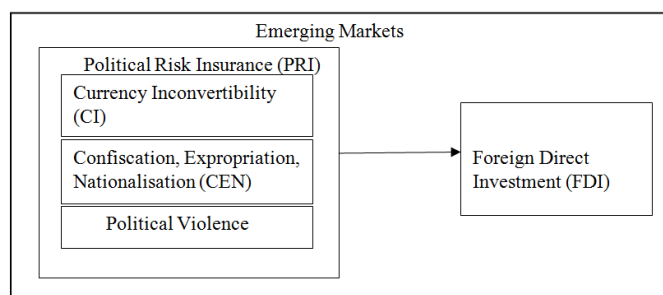 Emerging Markets
Political Risk Insurance (PRI)
Currency Inconvertibility
(CI)
Confiscation, Expropriation,
Nationalisation (CEN)
Political Violence
Foreign Direct
Investment (FDI)